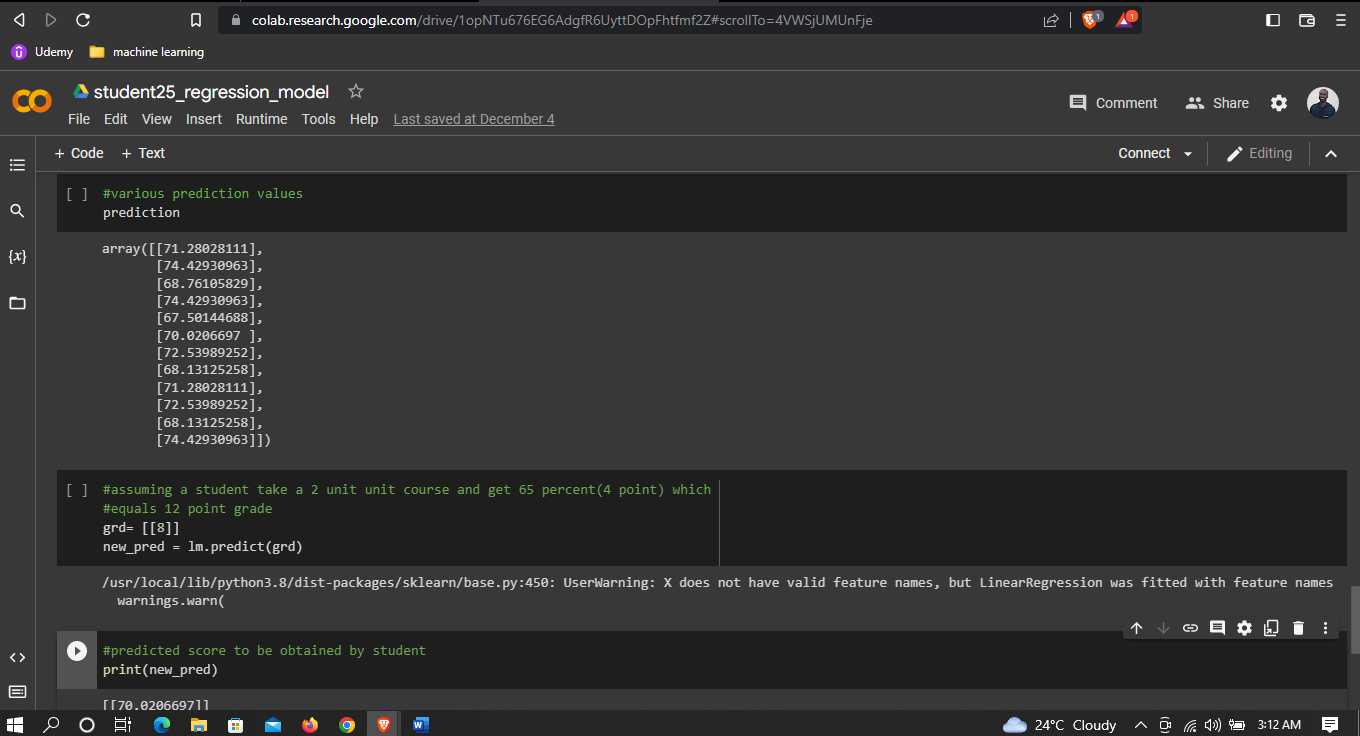 colab.research.google.com/drive/1opNTu676EG6AdgfR6UyttDOpFhtfmf2Z#scrollTo=4VWSjUMUnFje
1
1
Udemy machine learning
CO student25_regression_model
Comment Share
File Edit View Insert Runtime Tools Help Last saved at December 4
+ Code + Text Connect Editing
[ ] #various prediction values
prediction
{x}
array([[71.28028111],
[74.42930963],
[68.76105829],
[74.42930963],
[67.50144688],
[70.0206697 ],
[72.53989252],
[68.13125258],
[71.28028111],
[72.53989252],
[68.13125258],
[74.42930963]])
[ ] #assuming a student take a 2 unit unit course and get 65 percent(4 point) which
#equals 12 point grade
grd= [[8]]
new_pred = lm.predict(grd)
/usr/local/lib/python3.8/dist-packages/sklearn/base.py:450: UserWarning: X does not have valid feature names, but LinearRegression was fitted with feature names
warnings.warn(
#predicted score to be obtained by student
print(new_pred)
[[70.0206697]]
24°C Cloudy 3:12 AM